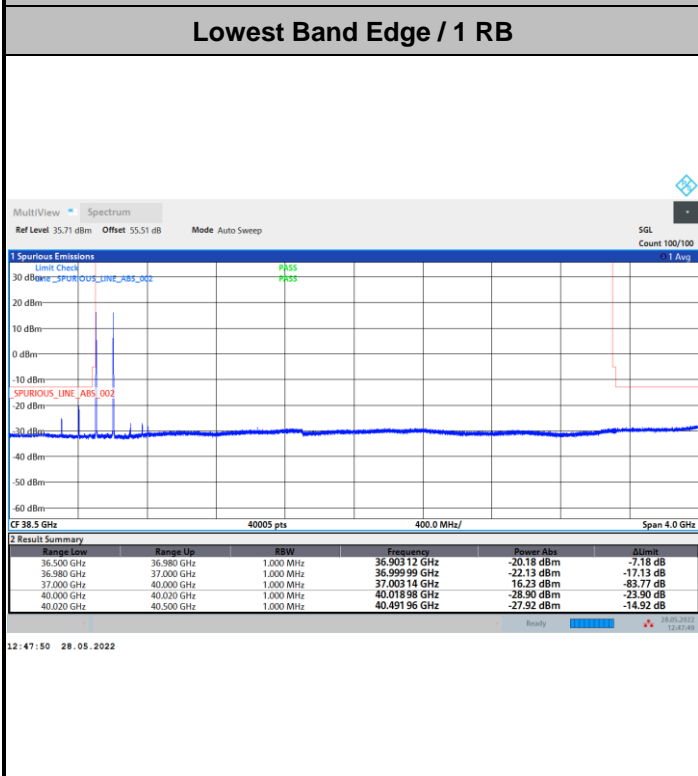 Lowest Band Edge / 1 RB
MultiView Spectrum
Ref Level 35.71 dBm Offset 55.51 dB Mode Auto Sweep SGL
Count 100/100
1 Spurious Emissions 1 Avg
Limit Check PASS
30 dBm Line _SPURIOUS_LINE_ABS_002 PASS
20 dBm
10 dBm
0 dBm
-10 dBm
_SPURIOUS_LINE_ABS_002
-20 dBm
-30 dBm
-40 dBm
-50 dBm
-60 dBm
CF 38.5 GHz 40005 pts 400.0 MHz/ Span 4.0 GHz
2 Result Summary
Range Low Range Up RBW Frequency Power Abs ΔLimit
36.500 GHz 36.980 GHz 1.000 MHz 36.903 12 GHz -20.18 dBm -7.18 dB
36.980 GHz 37.000 GHz 1.000 MHz 36.999 99 GHz -22.13 dBm -17.13 dB
37.000 GHz 40.000 GHz 1.000 MHz 37.003 14 GHz 16.23 dBm -83.77 dB
40.000 GHz 40.020 GHz 1.000 MHz 40.018 98 GHz -28.90 dBm -23.90 dB
40.020 GHz 40.500 GHz 1.000 MHz 40.491 96 GHz -27.92 dBm -14.92 dB
Ready 28.05.2022
12:47:49
12:47:50 28.05.2022